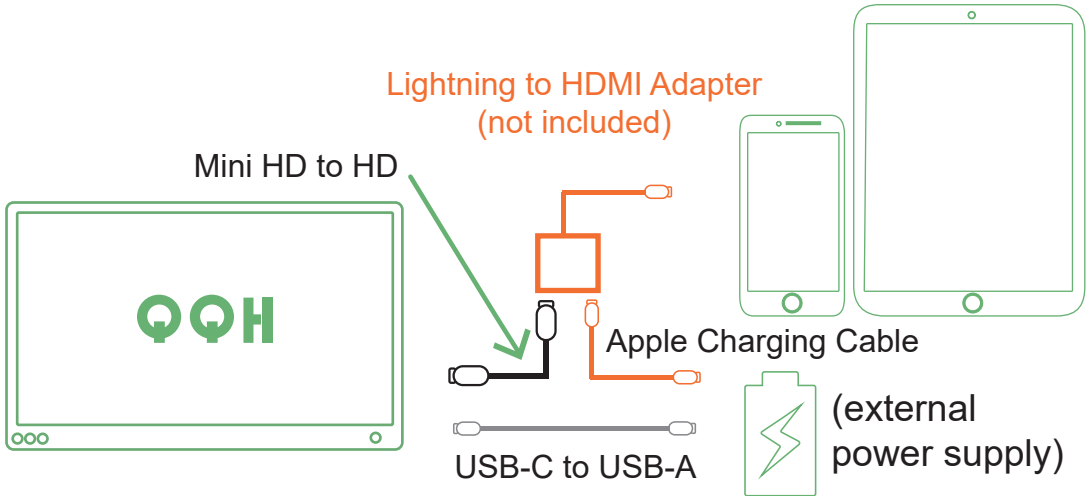 Lightning to HDMI Adapter
(not included)
Mini HD to HD
QQH
Apple Charging Cable
(external
power supply)
USB-C to USB-A